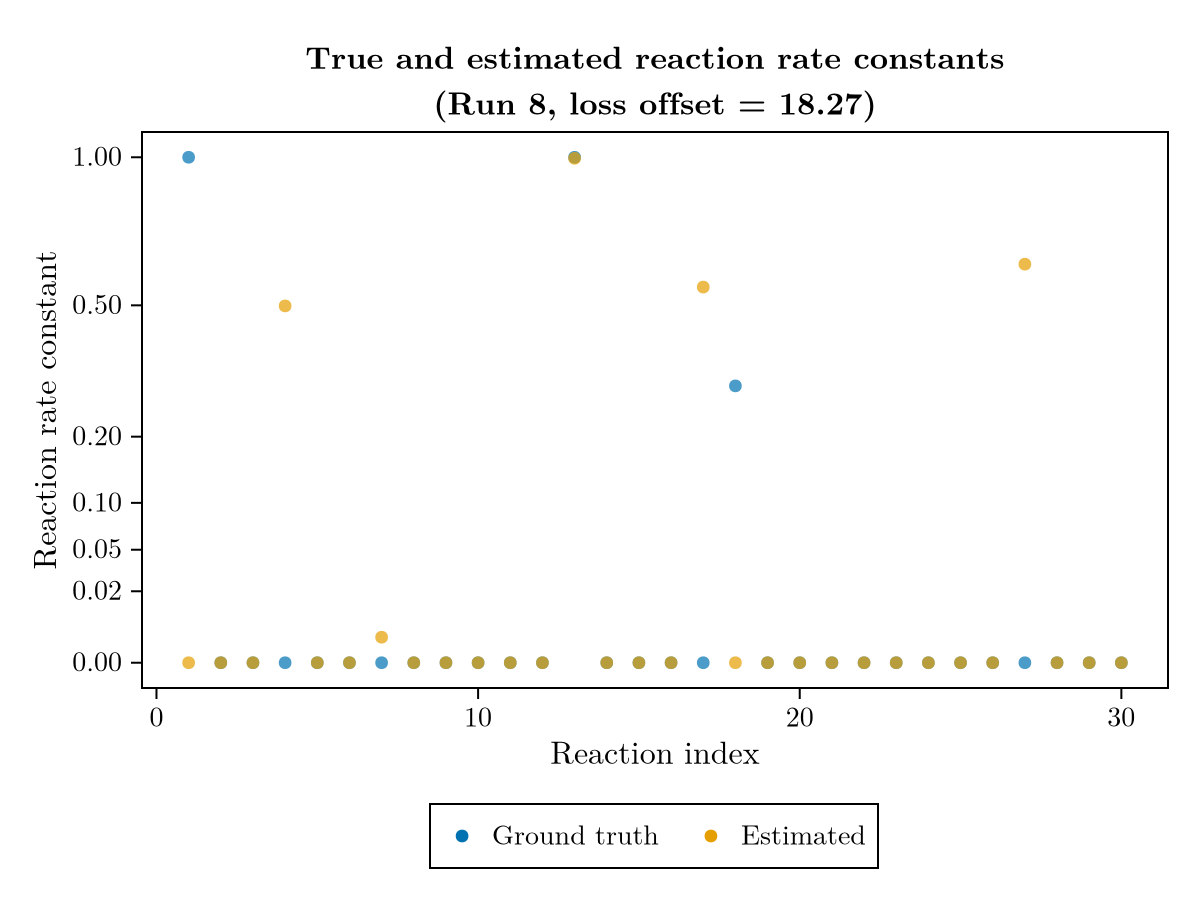 True and estimated reaction rate constants
(Run 8, loss offset = 18.27)
Reaction rate constant
1.00
0.50
0.20
0.10
0.05
0.02
0.00
0 10 20 30
Reaction index
Ground truth Estimated